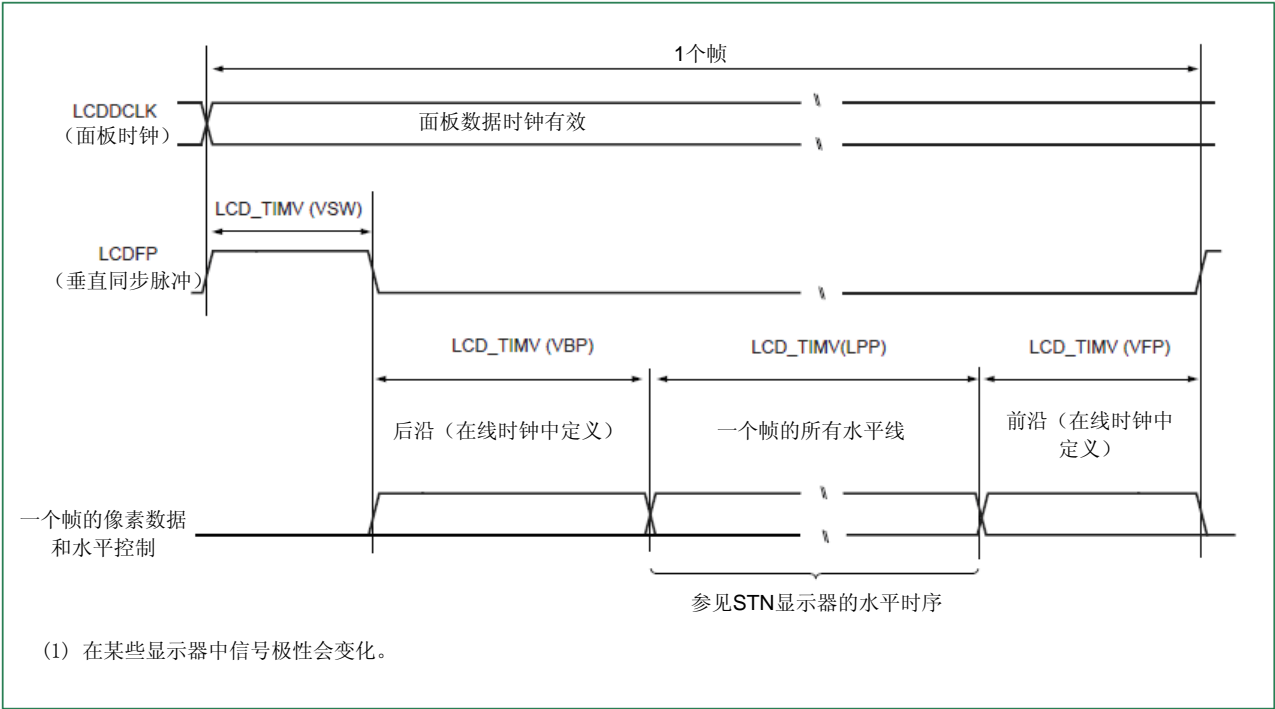 1个帧
LCDDCLK
（面板时钟）
面板数据时钟有效
LCD_TIMV (VSW)
LCDFP
（垂直同步脉冲）
LCD_TIMV (VBP)
LCD_TIMV(LPP)
LCD_TIMV (VFP)
后沿（在线时钟中定义）
一个帧的所有水平线
前沿（在线时钟中
定义）
一个帧的像素数据
和水平控制
参见STN显示器的水平时序
(1) 在某些显示器中信号极性会变化。